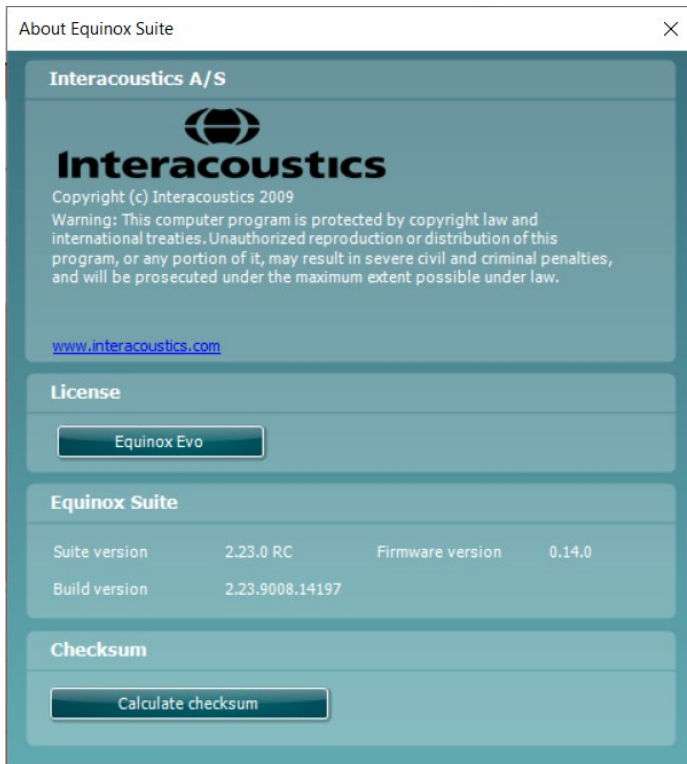 About Equinox Suite
Interacoustics A/S
Interacoustics
Copyright (c) Interacoustics 2009
Warning: This computer program is protected by copyright law and
international treaties. Unauthorized reproduction or distribution of this
program, or any portion of it, may result in severe civil and criminal penalties,
and will be prosecuted under the maximum extent possible under law.
www.interacoustics.com
License
Equinox Evo
Equinox Suite
Suite version 2.23.0 RC Firmware version 0.14.0
Build version 2.23.9008.14197
Checksum
Calculate checksum